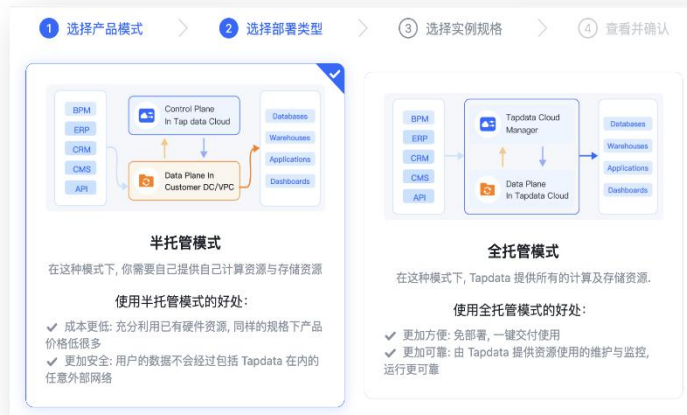 1 选择产品模式
2 选择部署类型
3 选择实例规格
4 查看并确认
BPM
ERP
CRM
CMS
API
Control Plane
In Tap data Cloud
Data Plane In
Customer DC/VPC
Databases
Warehouses
Applications
Dashboards
半托管模式
在这种模式下, 你需要自己提供自己计算资源与存储资源
使用半托管模式的好处:
成本更低: 充分利用已有硬件资源, 同样的规格下产品
价格低很多
更加安全: 用户的数据不会经过包括 Tapdata 在内的
任意外部网络
BPM
ERP
CRM
CMS
API
Tapdata Cloud
Manager
Data Plane
In Tapdata Cloud
Databases
Warehouses
Applications
Dashboards
全托管模式
在这种模式下, Tapdata 提供所有的计算及存储资源.
使用全托管模式的好处:
更加方便: 免部署, 一键交付使用
更加可靠: 由 Tapdata 提供资源使用的维护与监控,
运行更可靠